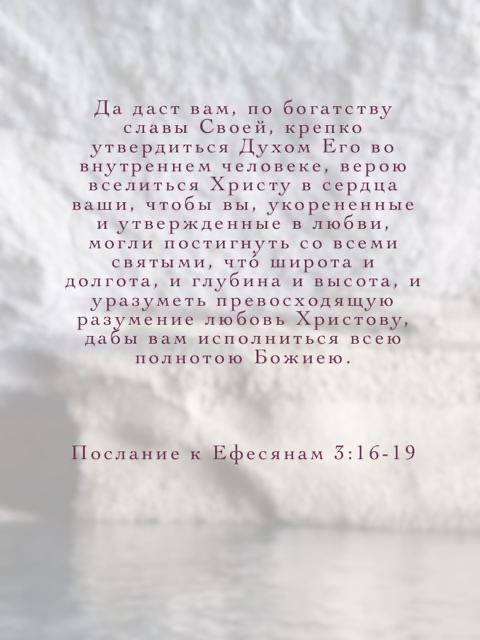 Да даст вам, по богатству
славы Своей, крепко
утвердиться Духом Его во
внутреннем человеке, верою
вселиться Христу в сердца
ваши, чтобы вы, укорененные
и утвержденные в любви,
могли постигнуть со всеми
святыми, что́ широта и
долгота, и глубина и высота, и
уразуметь превосходящую
разумение любовь Христову,
дабы вам исполниться всею
полнотою Божиею.
Послание к Ефесянам 3:16-19